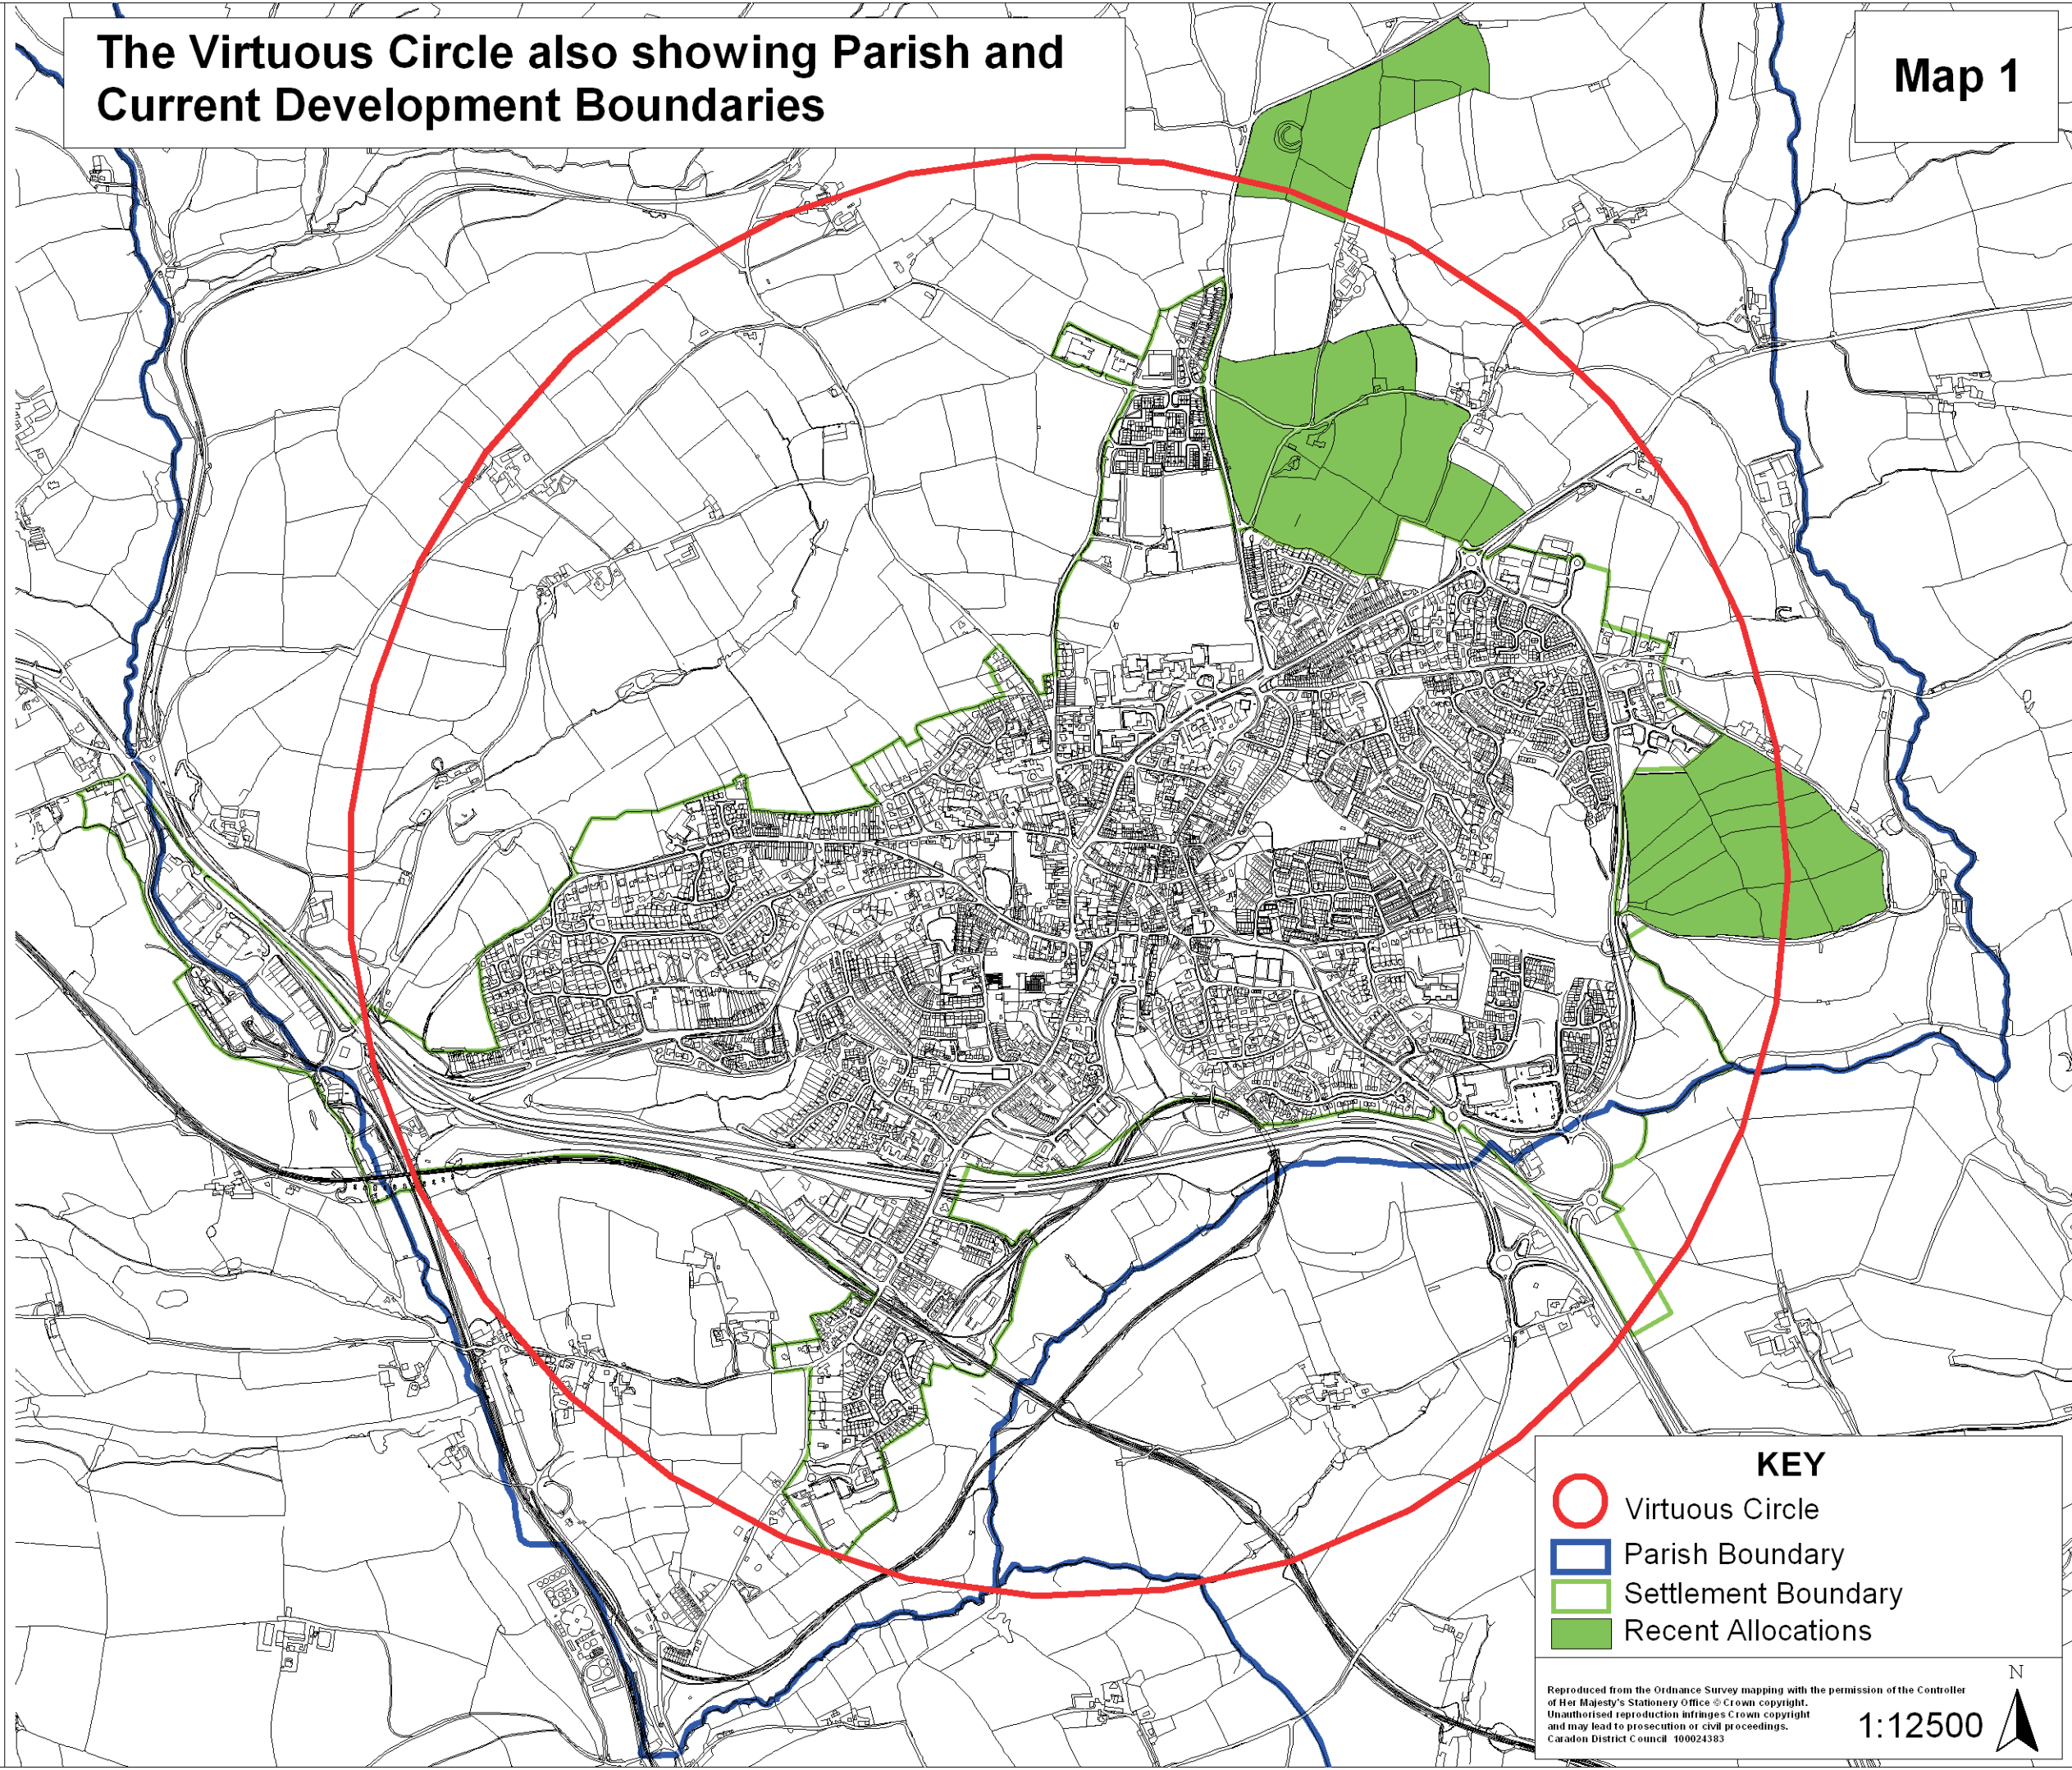 The Virtuous Circle also showing Parish and
Current Development Boundaries
Map 1
KEY
Virtuous Circle
Parish Boundary
Settlement Boundary
Recent Allocations
Reproduced from the Ordnance Survey mapping with the permission of the Controller
of Her Majesty's Stationery Office © Crown copyright.
Unauthorised reproduction infringes Crown copyright
and may lead to prosecution or civil proceedings.
Caradon District Council 100024383
1:12500
N